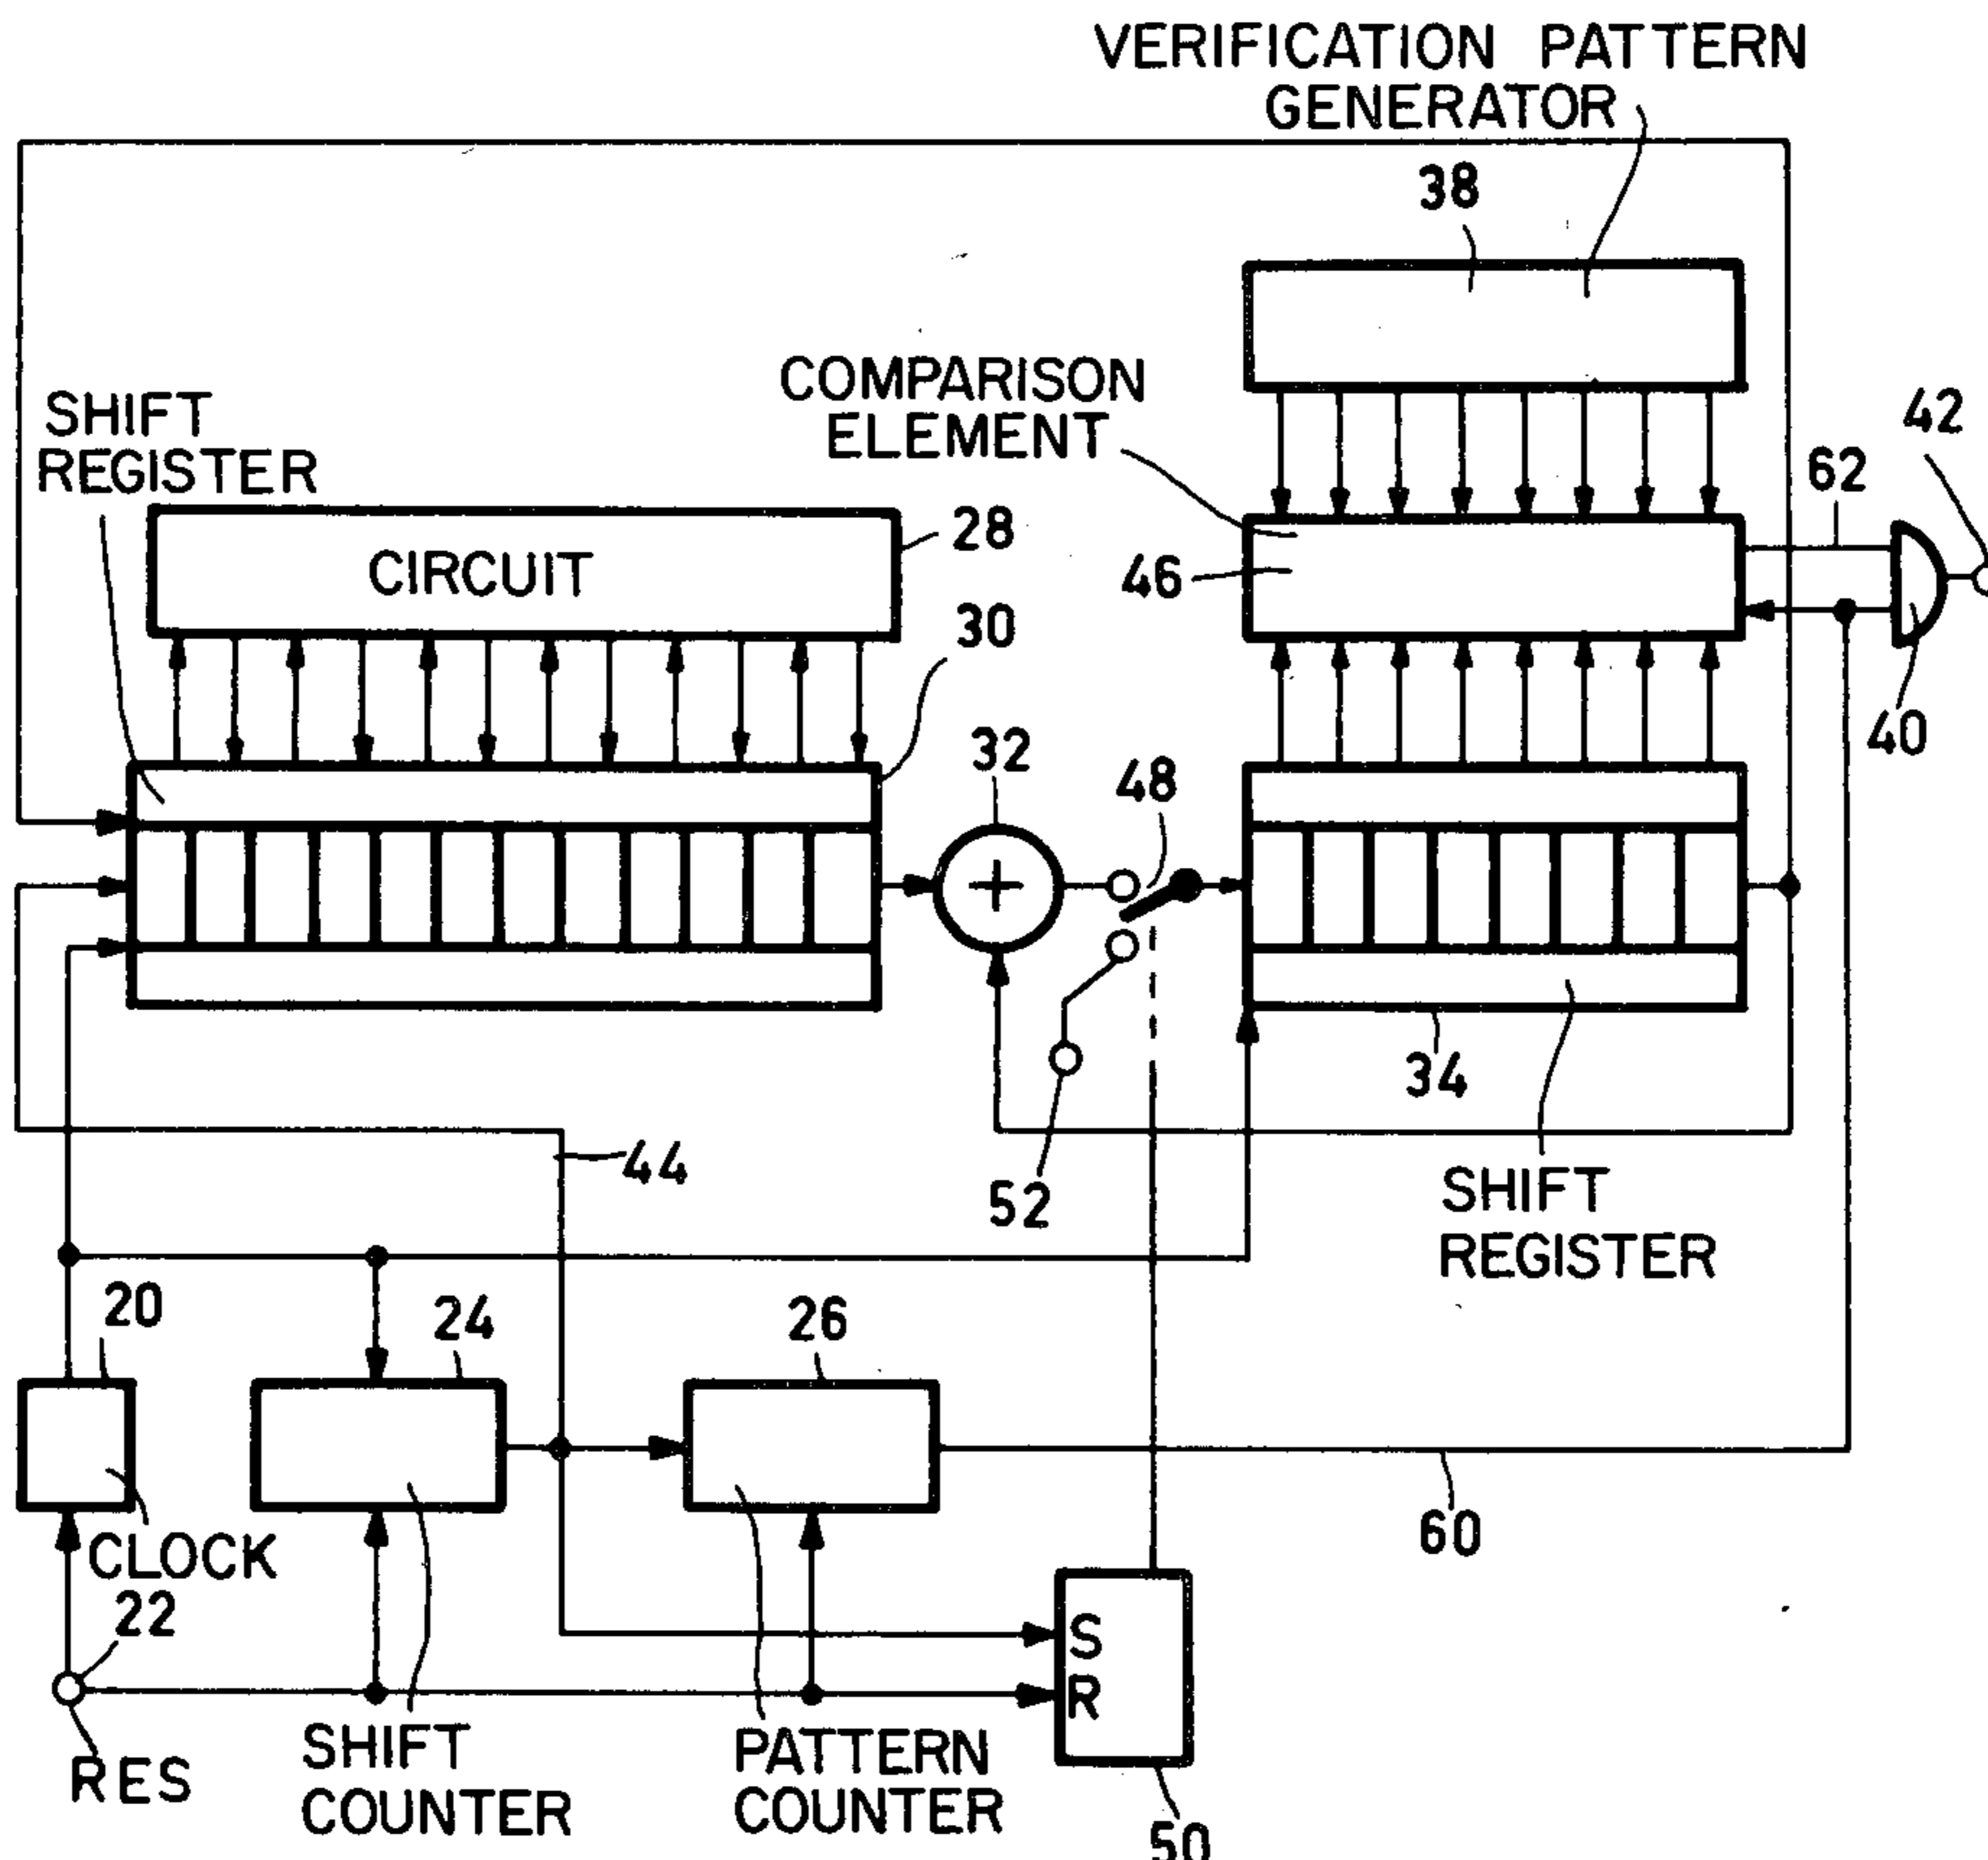 VERIFICATION PATTERN
GENERATOR
38
COMPARISON
ELEMENT
SHIFT
REGISTER
42
62
CIRCUIT
28
46
30
40
32
48
+
34
44
52
SHIFT
REGISTER
20
24
26
CLOCK
60
22
S
R
RES
SHIFT
COUNTER
PATTERN
COUNTER
50